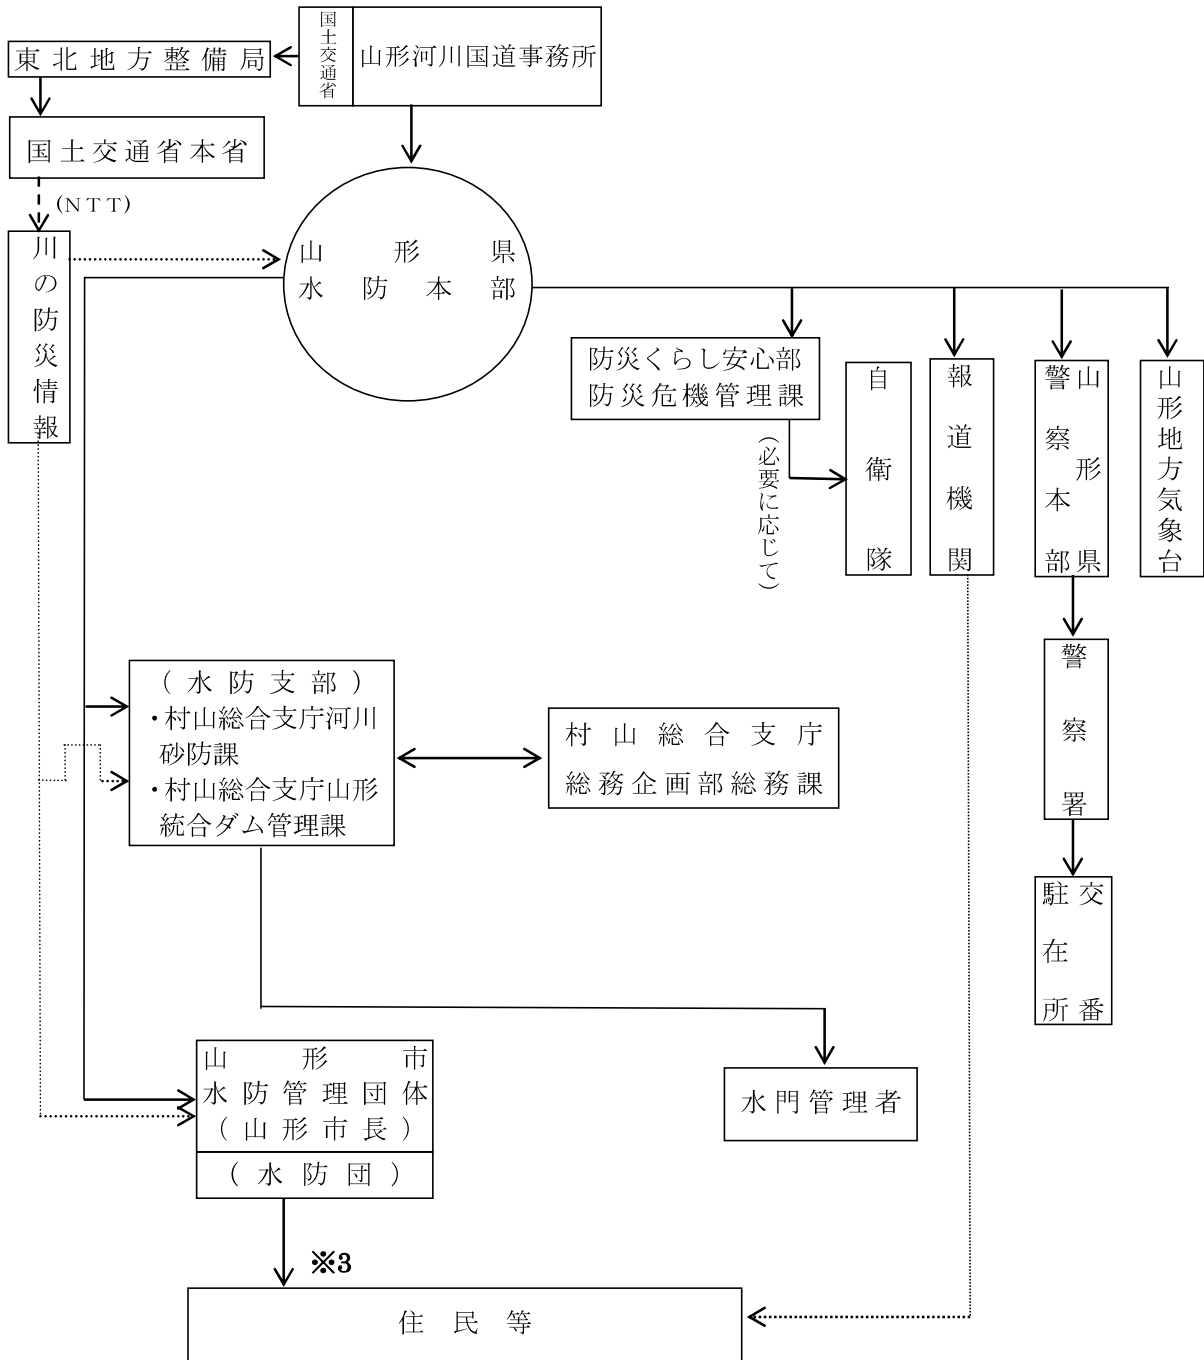 国土交通省
山形河川国道事務所
東北地方整備局
国土交通省本省
(NTT)
川の防災情報
山形県
水防本部
防災くらし安心部
防災危機管理課
(必要に応じて)
自衛隊
報道機関
山形県
警察本部
山形地方気象台
警察署
交番
駐在所
(水防支部)
・村山総合支庁河川
砂防課
・村山総合支庁山形
統合ダム管理課
村山総合支庁
総務企画部総務課
水門管理者
山形市
水防管理団体
(山形市長)
(水防団)
※3
住民等